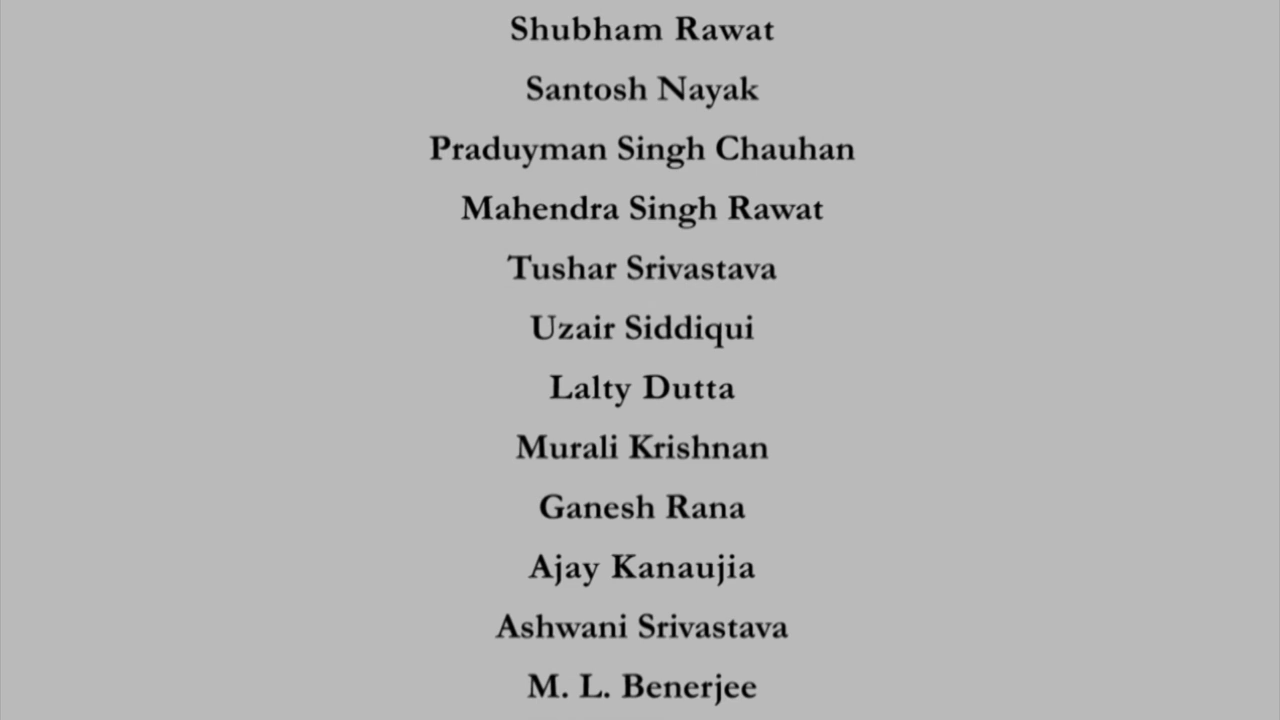 Shubham Rawat
Santosh Nayak
Praduyman Singh Chauhan
Mahendra Singh Rawat
Tushar Srivastava
Uzair Siddiqui
Lalty Dutta
Murali Krishnan
Ganesh Rana
Ajay Kanaujia
Ashwani Srivastava
M. L. Benerjee